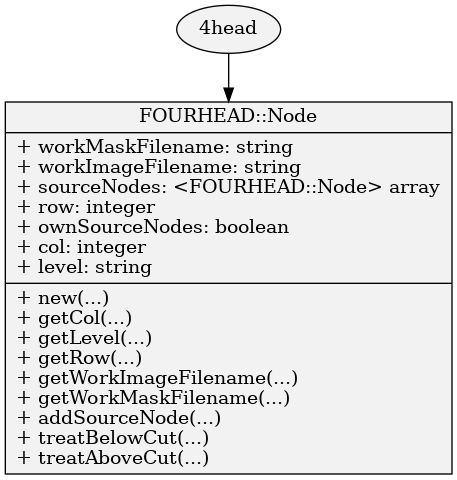 4head
FOURHEAD::Node
+ workMaskFilename: string
+ workImageFilename: string
+ sourceNodes: <FOURHEAD::Node> array
+ row: integer
+ ownSourceNodes: boolean
+ col: integer
+ level: string
+ new(...)
+ getCol(...)
+ getLevel(...)
+ getRow(...)
+ getWorkImageFilename(...)
+ getWorkMaskFilename(...)
+ addSourceNode(...)
+ treatBelowCut(...)
+ treatAboveCut(...)